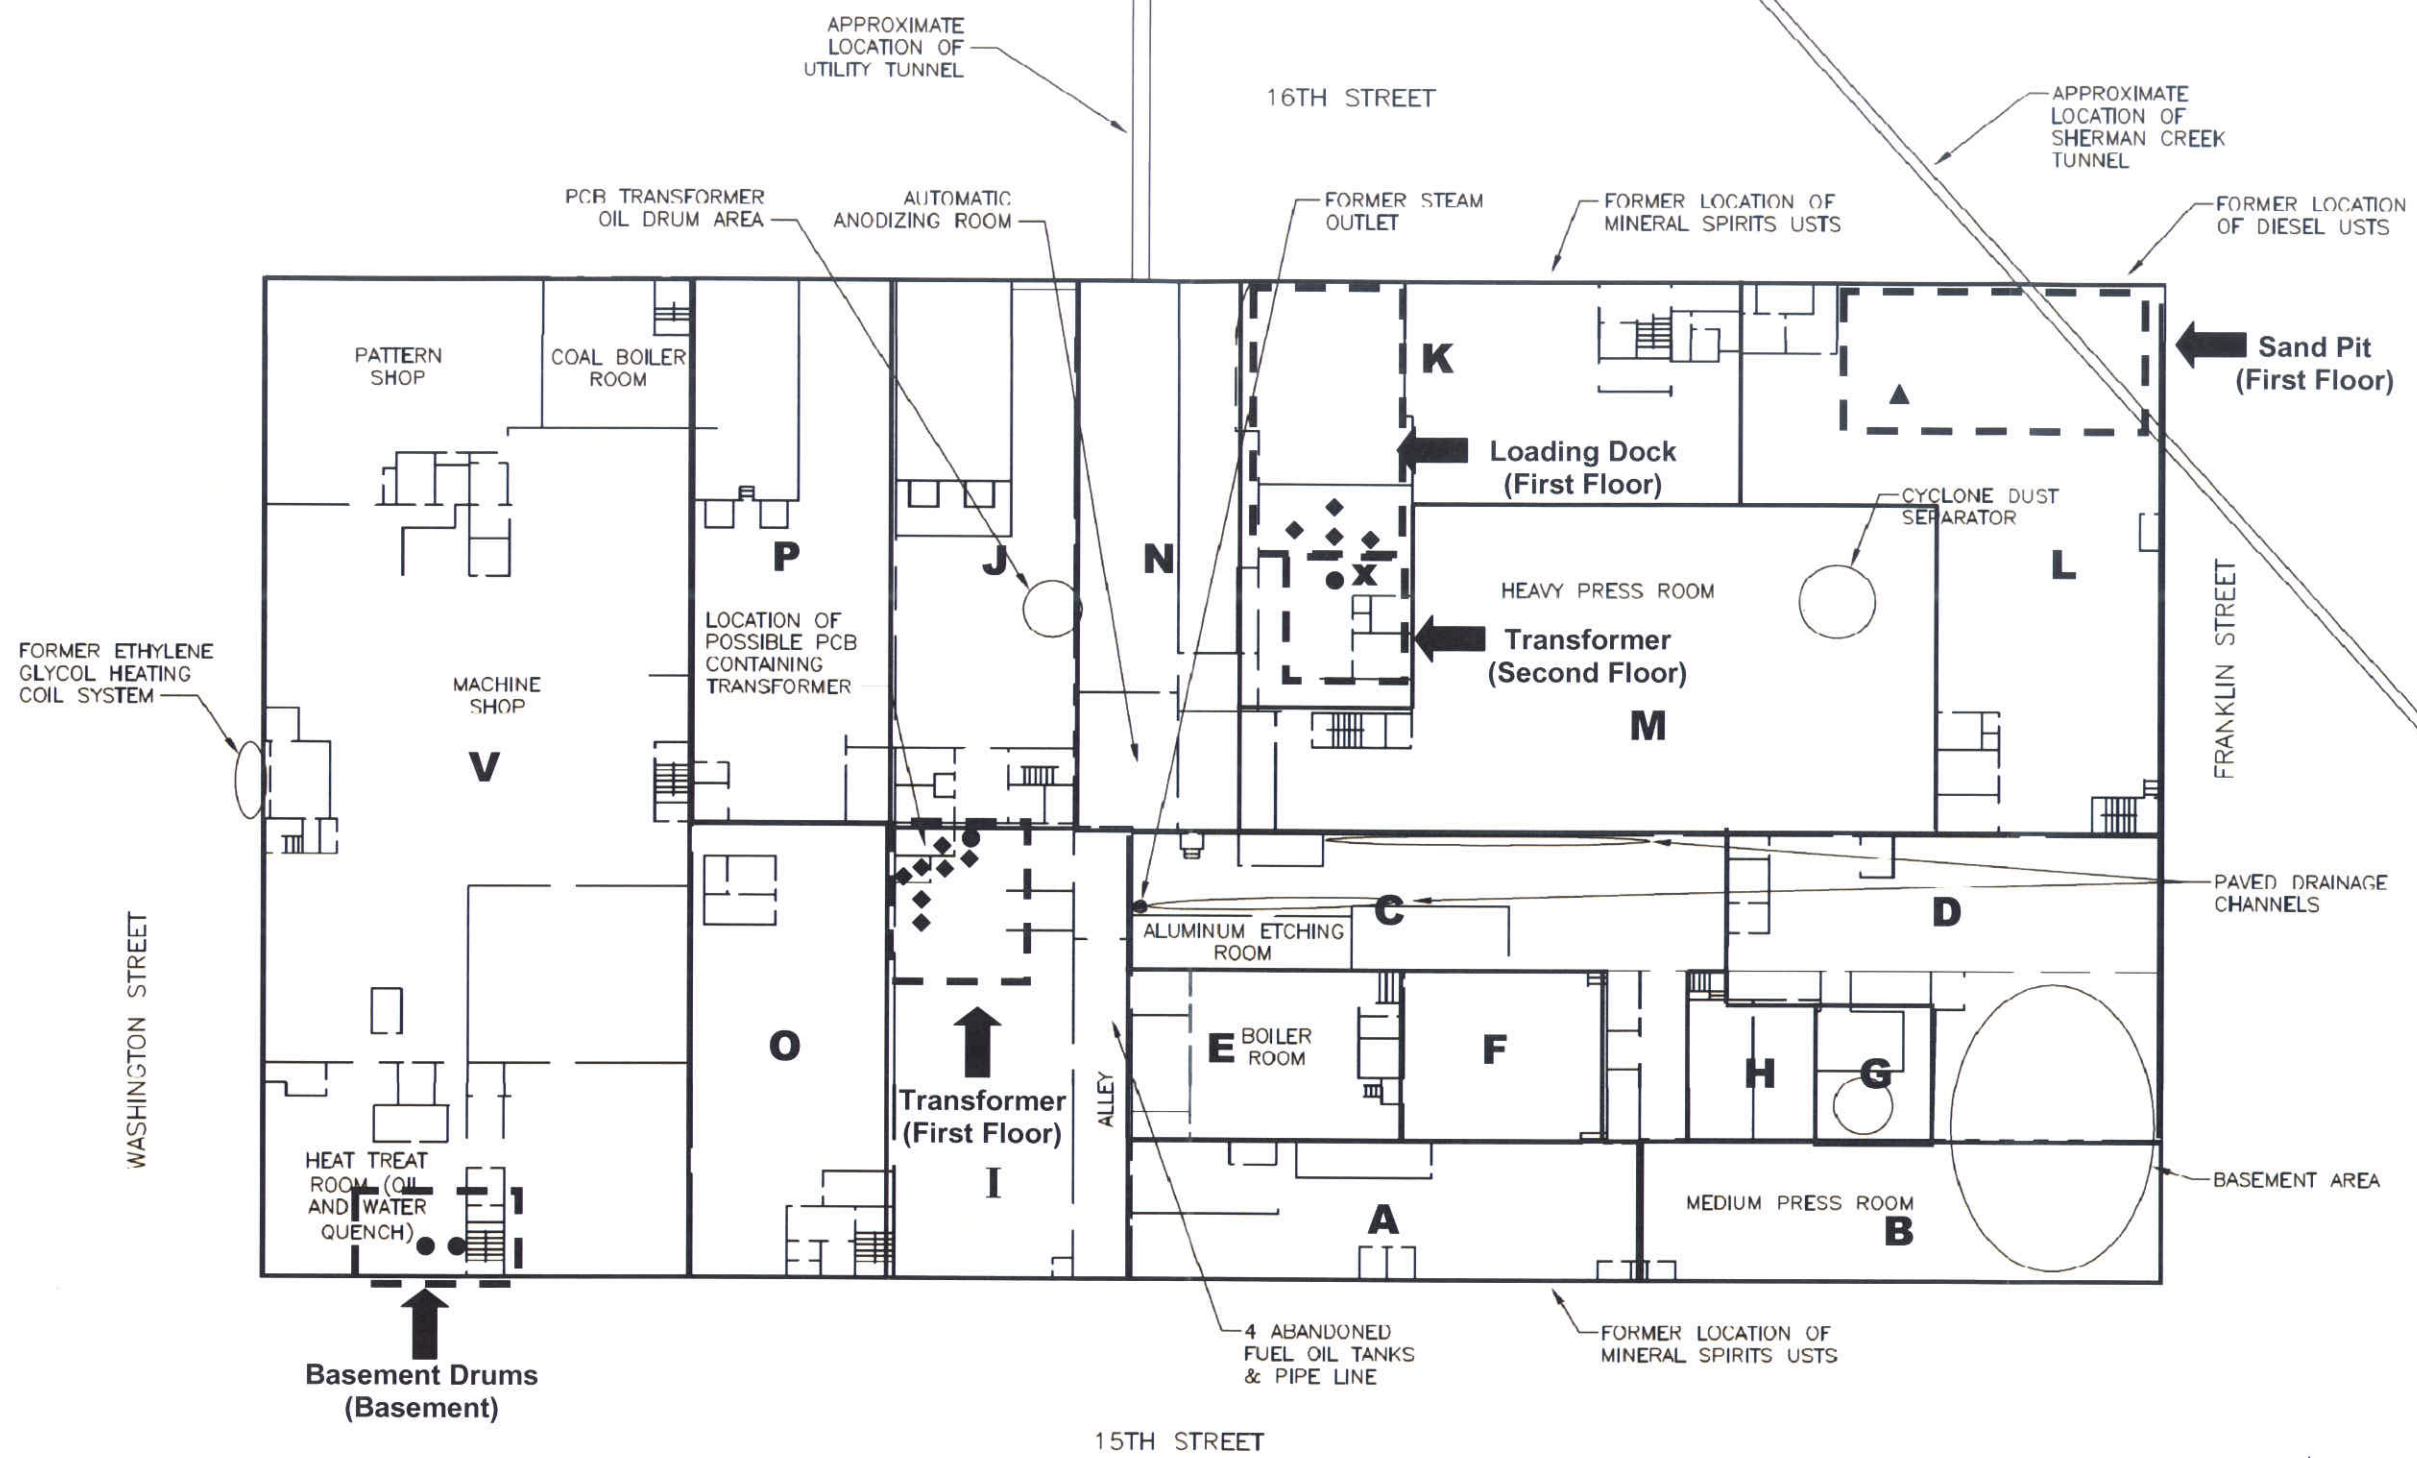 APPROXIMATE
LOCATION OF
UTILITY TUNNEL
16TH STREET
APPROXIMATE
LOCATION OF
SHERMAN CREEK
TUNNEL
PCB TRANSFORMER
OIL DRUM AREA
AUTOMATIC
ANODIZING ROOM
FORMER STEAM
OUTLET
FORMER LOCATION OF
MINERAL SPIRITS USTS
FORMER LOCATION
OF DIESEL USTS
PATTERN
SHOP
COAL BOILER
ROOM
K
Sand Pit
(First Floor)
Loading Dock
(First Floor)
CYCLONE DUST
SEPARATOR
P
J
N
X
L
HEAVY PRESS ROOM
LOCATION OF
POSSIBLE PCB
CONTAINING
TRANSFORMER
Transformer
(Second Floor)
FORMER ETHYLENE
GLYCOL HEATING
COIL SYSTEM
MACHINE
SHOP
V
M
FRANKLIN STREET
PAVED DRAINAGE
CHANNELS
C
D
ALUMINUM ETCHING
ROOM
WASHINGTON STREET
O
E
BOILER
ROOM
F
H
G
Transformer
(First Floor)
ALLEY
I
HEAT TREAT
ROOM (OIL
AND WATER
QUENCH)
A
MEDIUM PRESS ROOM
B
BASEMENT AREA
4 ABANDONED
FUEL OIL TANKS
& PIPE LINE
FORMER LOCATION OF
MINERAL SPIRITS USTS
Basement Drums
(Basement)
15TH STREET